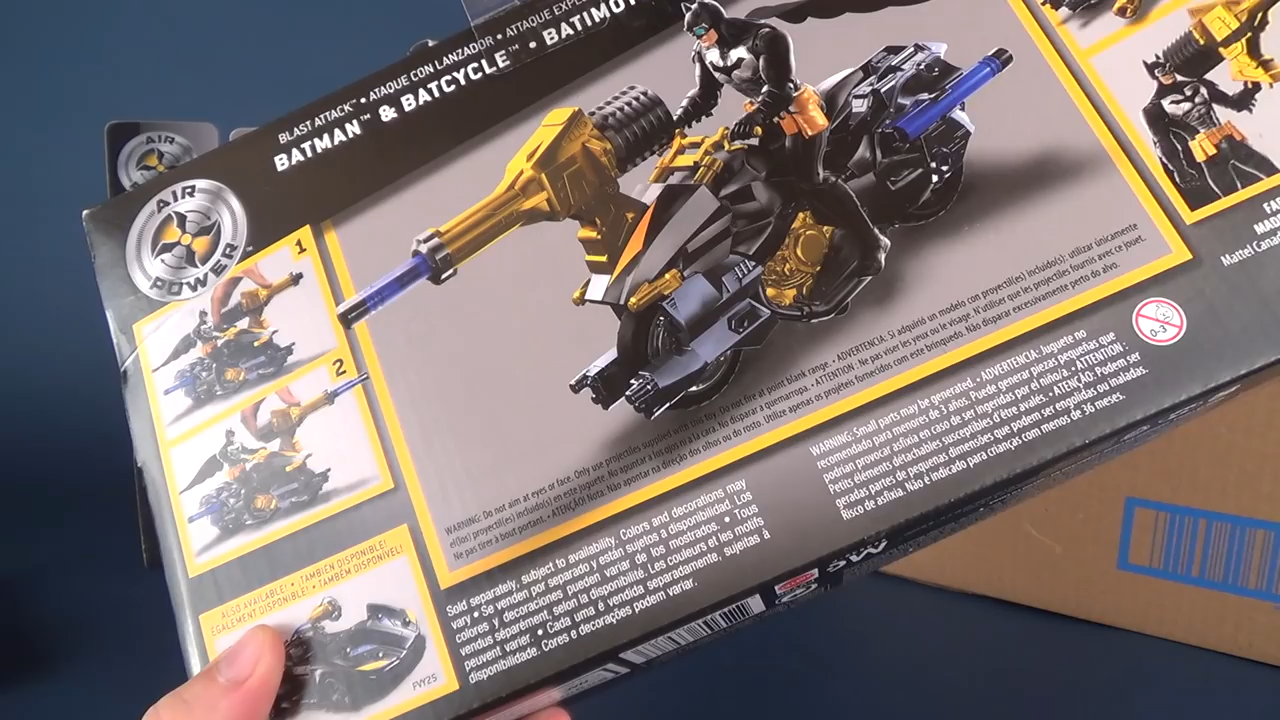 BLAST ATTACK™ • ATAQUE CON LANZADOR • ATTAQUE
BATMAN™ & BATCYCLE™ •
AIR
POWER
AIR
1
2
WARNING: Do not aim at eyes or face. Only use projectiles supplied with this toy. Do not fire at point blank range. • ADVERTENCIA: Si adquirió un modelo con proyectil(es) incluido(s): utilizar únicamente
el(los) proyectil(es) incluido(s) en este juguete. No apuntar a los ojos ni a la cara. No disparar a quemarropa. • ATTENTION : Ne pas viser les yeux ou le visage. N'utiliser que les projectiles fournis avec ce jouet.
Ne pas tirer à bout portant. • ATENÇÃO! Nota: Não apontar na direção dos olhos ou do rosto. Utilize apenas os projéteis fornecidos com este brinquedo. Não disparar excessivamente perto do alvo.
Mattel
0-3
WARNING: Small parts may be generated. • ADVERTENCIA: Juguete no
recomendado para menores de 3 años. Puede generar piezas pequeñas que
podrían provocar asfixia en caso de ser ingeridas por el niño/a. • ATTENTION :
Petits éléments détachables susceptibles d'être avalés. • ATENÇÃO: Podem ser
geradas partes de pequenas dimensões que podem ser engolidas ou inaladas.
Risco de asfixia. Não é indicado para crianças com menos de 36 meses.
Sold separately, subject to availability. Colors and decorations may
vary • Se venden por separado y están sujetos a disponibilidad. Los
colores y decoraciones pueden variar de los mostrados. • Tous
vendus séparément, selon la disponibilité. Les couleurs et les motifs
peuvent varier. • Cada uma é vendida separadamente, sujeitas à
disponibilidade. Cores e decorações podem variar.
ALSO AVAILABLE! • ¡TAMBIÉN DISPONIBLE!
ÉGALEMENT DISPONIBLE! • TAMBÉM DISPONÍVEL!
FVY25